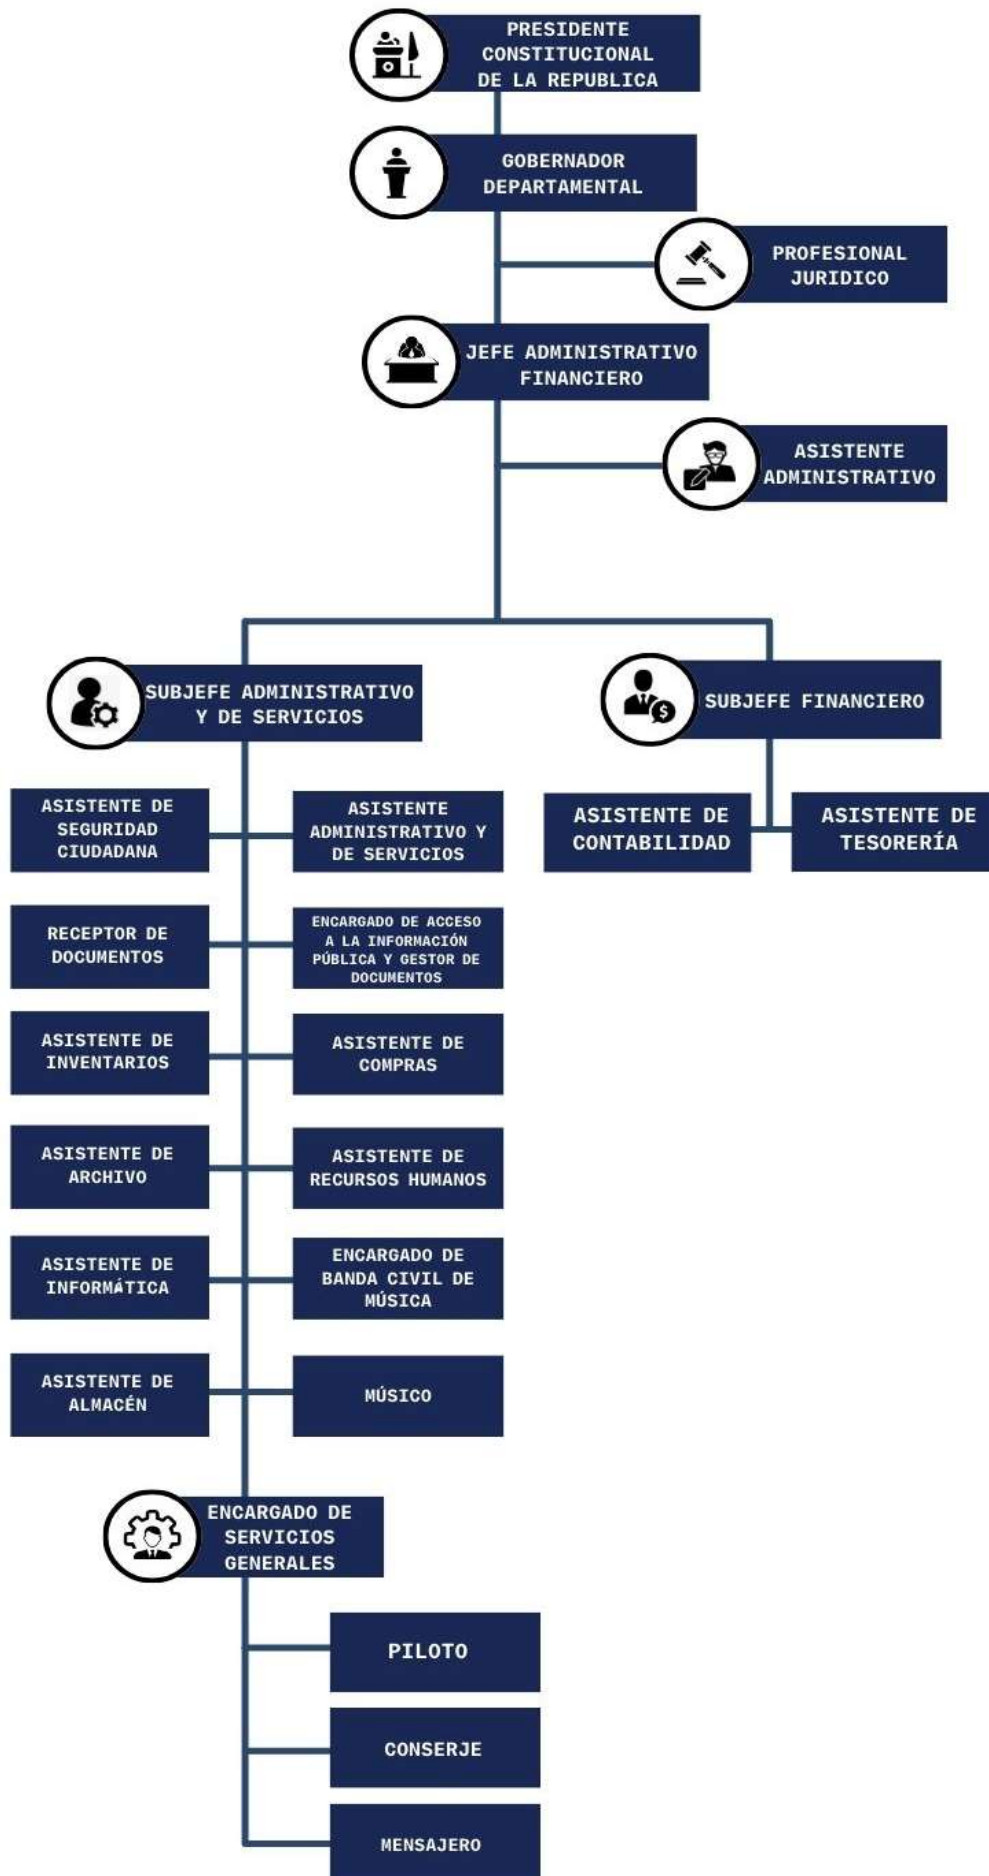 PRESIDENTE
CONSTITUCIONAL
DE LA REPUBLICA
GOBERNADOR
DEPARTAMENTAL
PROFESIONAL
JURIDICO
JEFE ADMINISTRATIVO
FINANCIERO
ASISTENTE
ADMINISTRATIVO
SUBJEFE ADMINISTRATIVO
Y DE SERVICIOS
SUBJEFE FINANCIERO
ASISTENTE DE
SEGURIDAD
CIUDADANA
ASISTENTE
ADMINISTRATIVO Y
DE SERVICIOS
ASISTENTE DE
CONTABILIDAD
ASISTENTE DE
TESORERÍA
RECEPTOR DE
DOCUMENTOS
ENCARGADO DE ACCESO
A LA INFORMACIÓN
PÚBLICA Y GESTOR DE
DOCUMENTOS
ASISTENTE DE
INVENTARIOS
ASISTENTE DE
COMPRAS
ASISTENTE DE
ARCHIVO
ASISTENTE DE
RECURSOS HUMANOS
ASISTENTE DE
INFORMÁTICA
ENCARGADO DE
BANDA CIVIL DE
MÚSICA
ASISTENTE DE
ALMACÉN
MÚSICO
ENCARGADO DE
SERVICIOS
GENERALES
PILOTO
CONSERJE
MENSAJERO